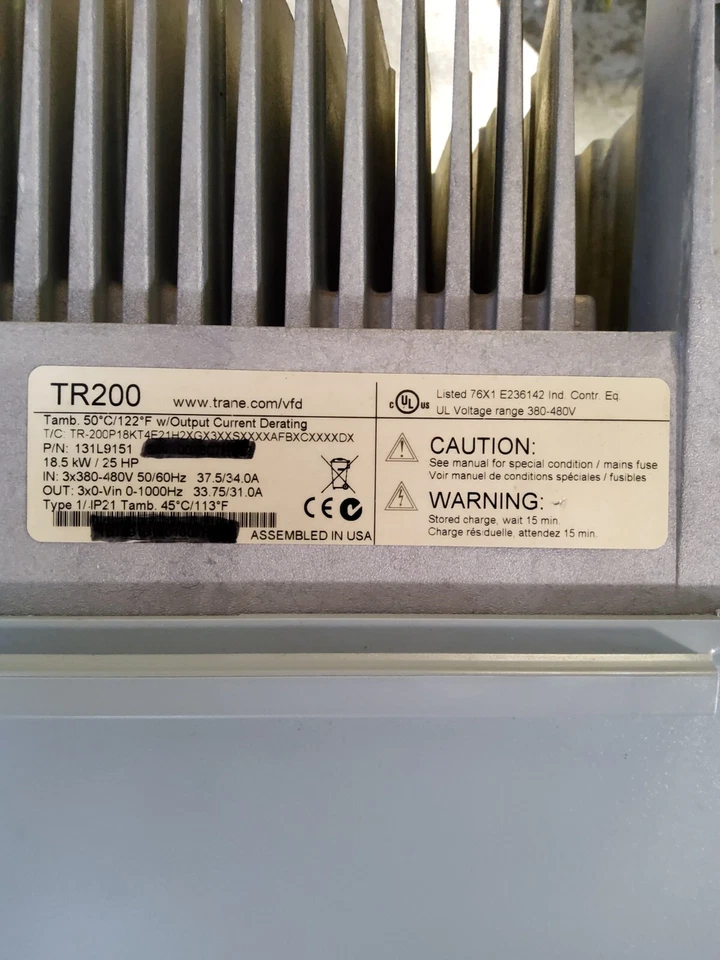 TR200 www.trane.com/vfd
Tamb. 50°C/122°F w/Output Current Derating
T/C: TR-200P18KT4E21H2XGX3XXSXXXXAFBXCXXXXDX
P/N: 131L9151
18.5 kW / 25 HP
IN: 3x380-480V 50/60Hz 37.5/34.0A
OUT: 3x0-Vin 0-1000Hz 33.75/31.0A
Type 1/ IP21 Tamb. 45°C/113°F
CE
ASSEMBLED IN USA
c UL us
Listed 76X1 E236142 Ind. Contr. Eq.
UL Voltage range 380-480V
CAUTION:
See manual for special condition / mains fuse
Voir manuel de conditions spéciales / fusibles
WARNING:
Stored charge, wait 15 min.
Charge résiduelle, attendez 15 min.